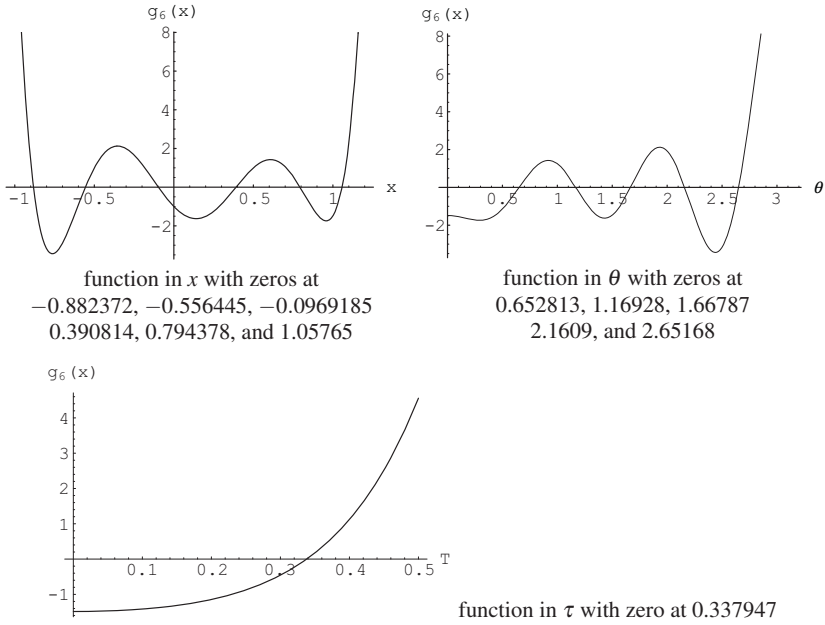 g₆(x)
8
6
4
2
-2
-1
-0.5
0.5
1
x
function in x with zeros at
−0.882372, −0.556445, −0.0969185
0.390814, 0.794378, and 1.05765
g₆(x)
8
6
4
2
-2
0.5
1
1.5
2
2.5
3
θ
function in θ with zeros at
0.652813, 1.16928, 1.66787
2.1609, and 2.65168
g₆(x)
4
3
2
1
-1
0.1
0.2
0.3
0.4
0.5
T
function in τ with zero at 0.337947